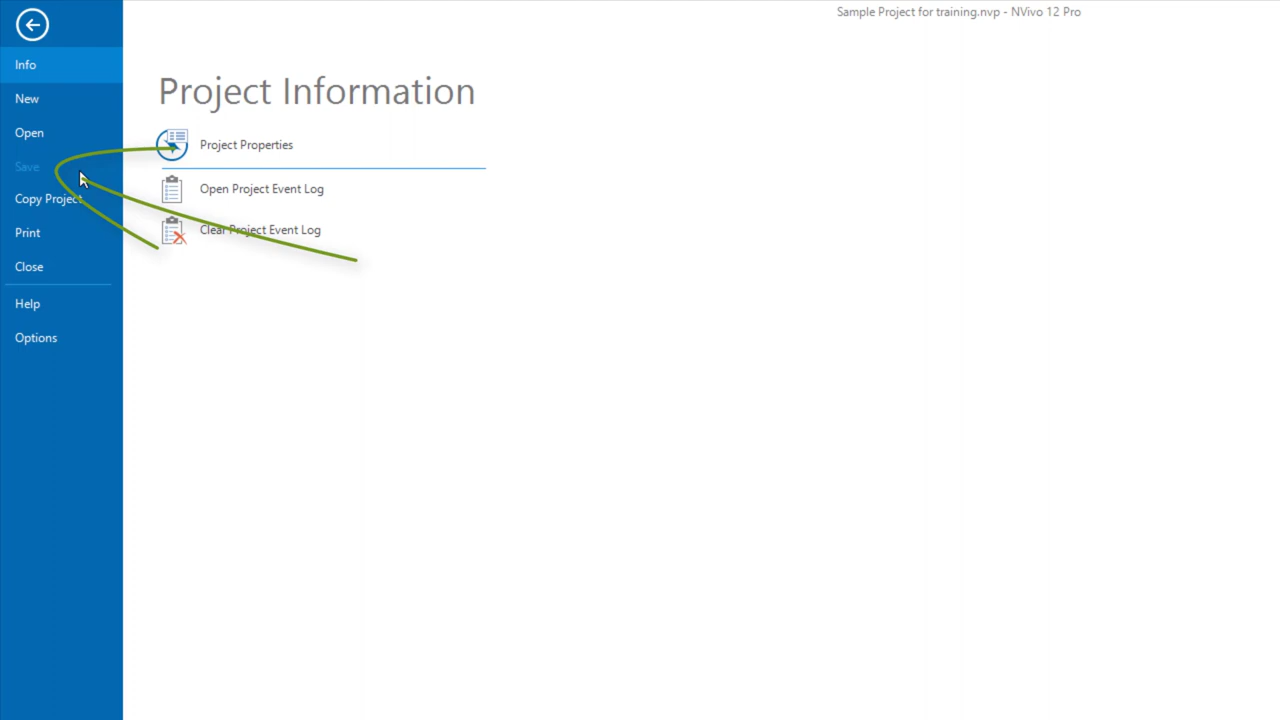 Sample Project for training.nvp - NVivo 12 Pro
Info
New
Open
Save
Copy Project
Print
Close
Help
Options
Project Information
Project Properties
Open Project Event Log
Clear Project Event Log